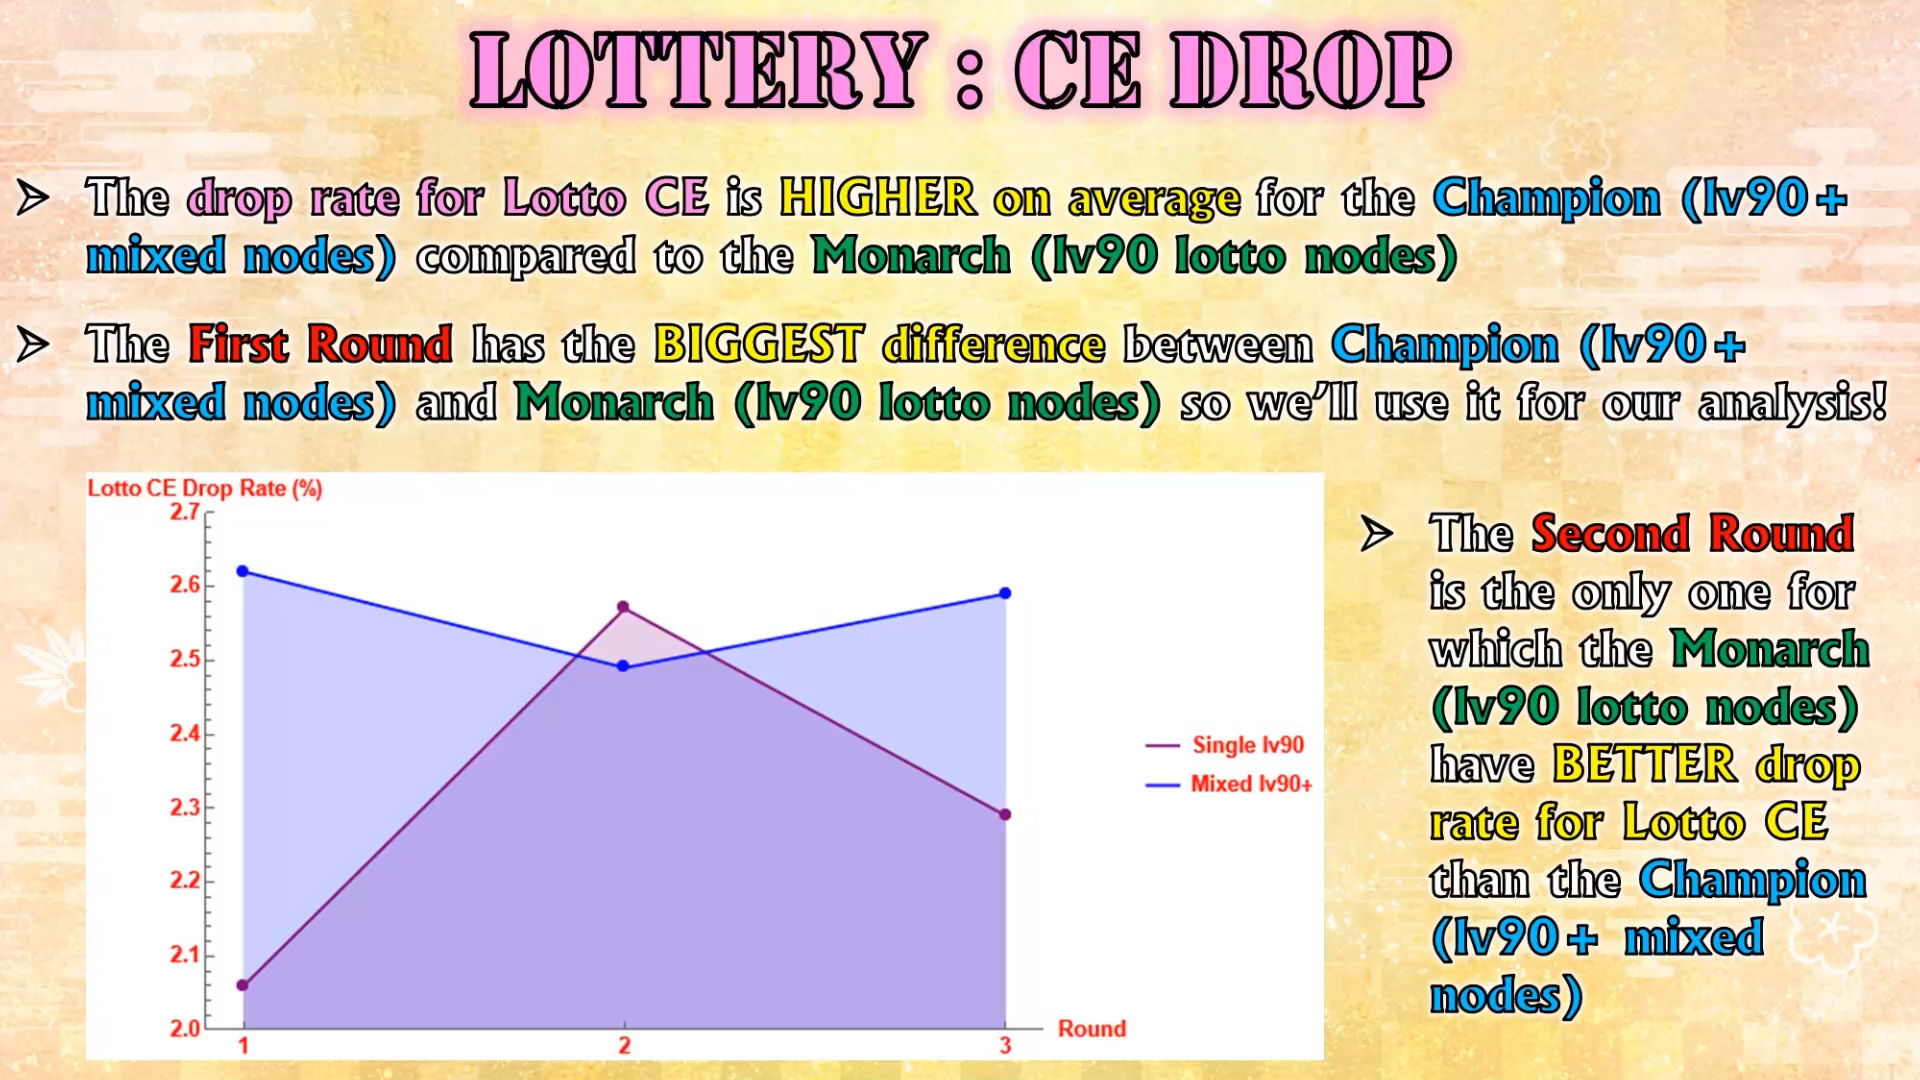 LOTTERY : CE DROP
➢ The drop rate for Lotto CE is HIGHER on average for the Champion (lv90+
mixed nodes) compared to the Monarch (lv90 lotto nodes)
➢ The First Round has the BIGGEST difference between Champion (lv90+
mixed nodes) and Monarch (lv90 lotto nodes) so we’ll use it for our analysis!
Lotto CE Drop Rate (%)
2.7
2.6
2.5
2.4
2.3
2.2
2.1
2.0
1 2 3
Round
Single lv90
Mixed lv90+
➢ The Second Round
is the only one for
which the Monarch
(lv90 lotto nodes)
have BETTER drop
rate for Lotto CE
than the Champion
(lv90+ mixed
nodes)